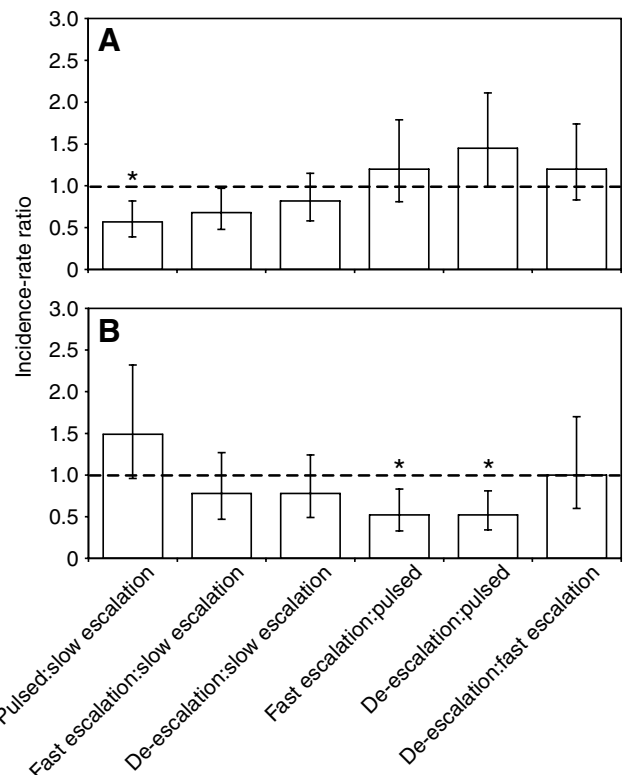 3.0
A
2.5
2.0
1.5
*
1.0
0.5
0
Incidence-rate ratio
3.0
B
2.5
2.0
1.5
* *
1.0
0.5
0
Pulsed:slow escalation
Fast escalation:slow escalation
De-escalation:slow escalation
Fast escalation:pulsed
De-escalation:pulsed
De-escalation:fast escalation